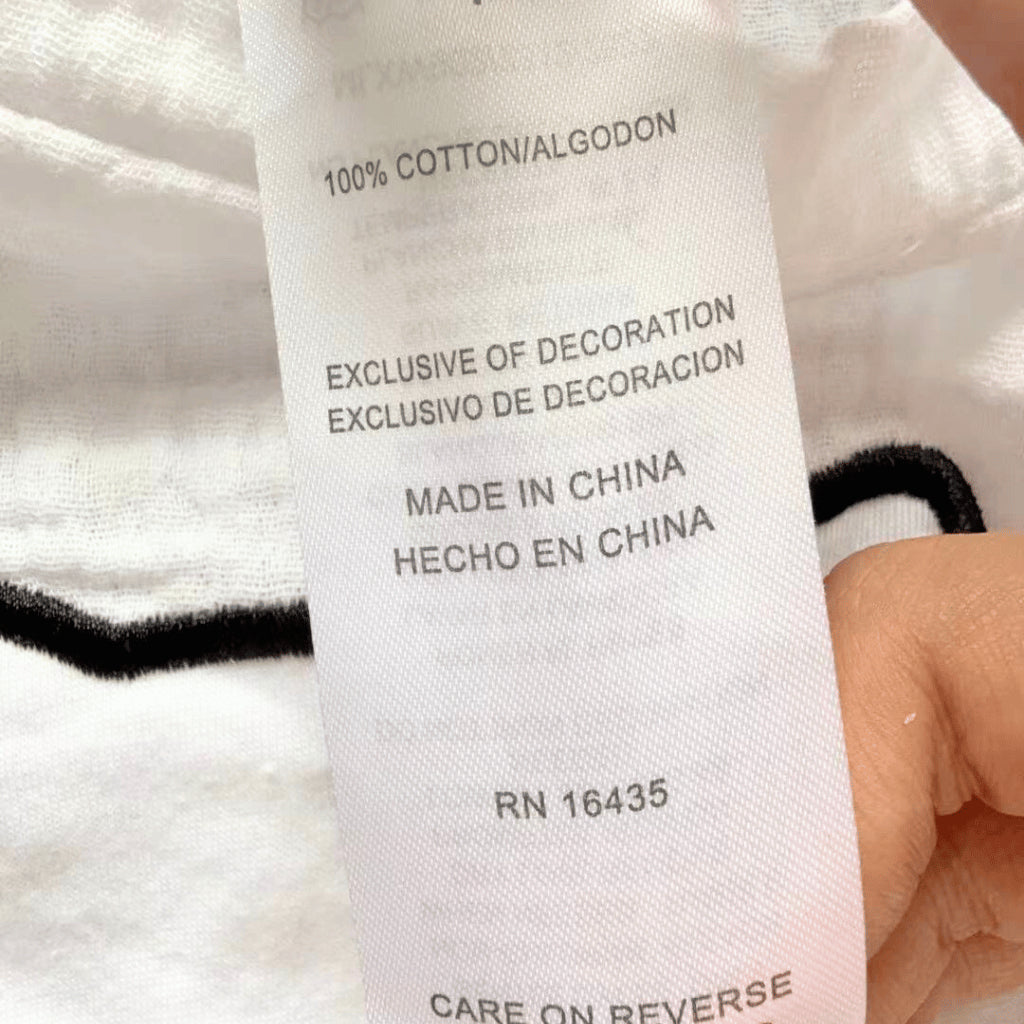 100% COTTON/ALGODON
EXCLUSIVE OF DECORATION
EXCLUSIVO DE DECORACION
MADE IN CHINA
HECHO EN CHINA
RN 16435
CARE ON REVERSE